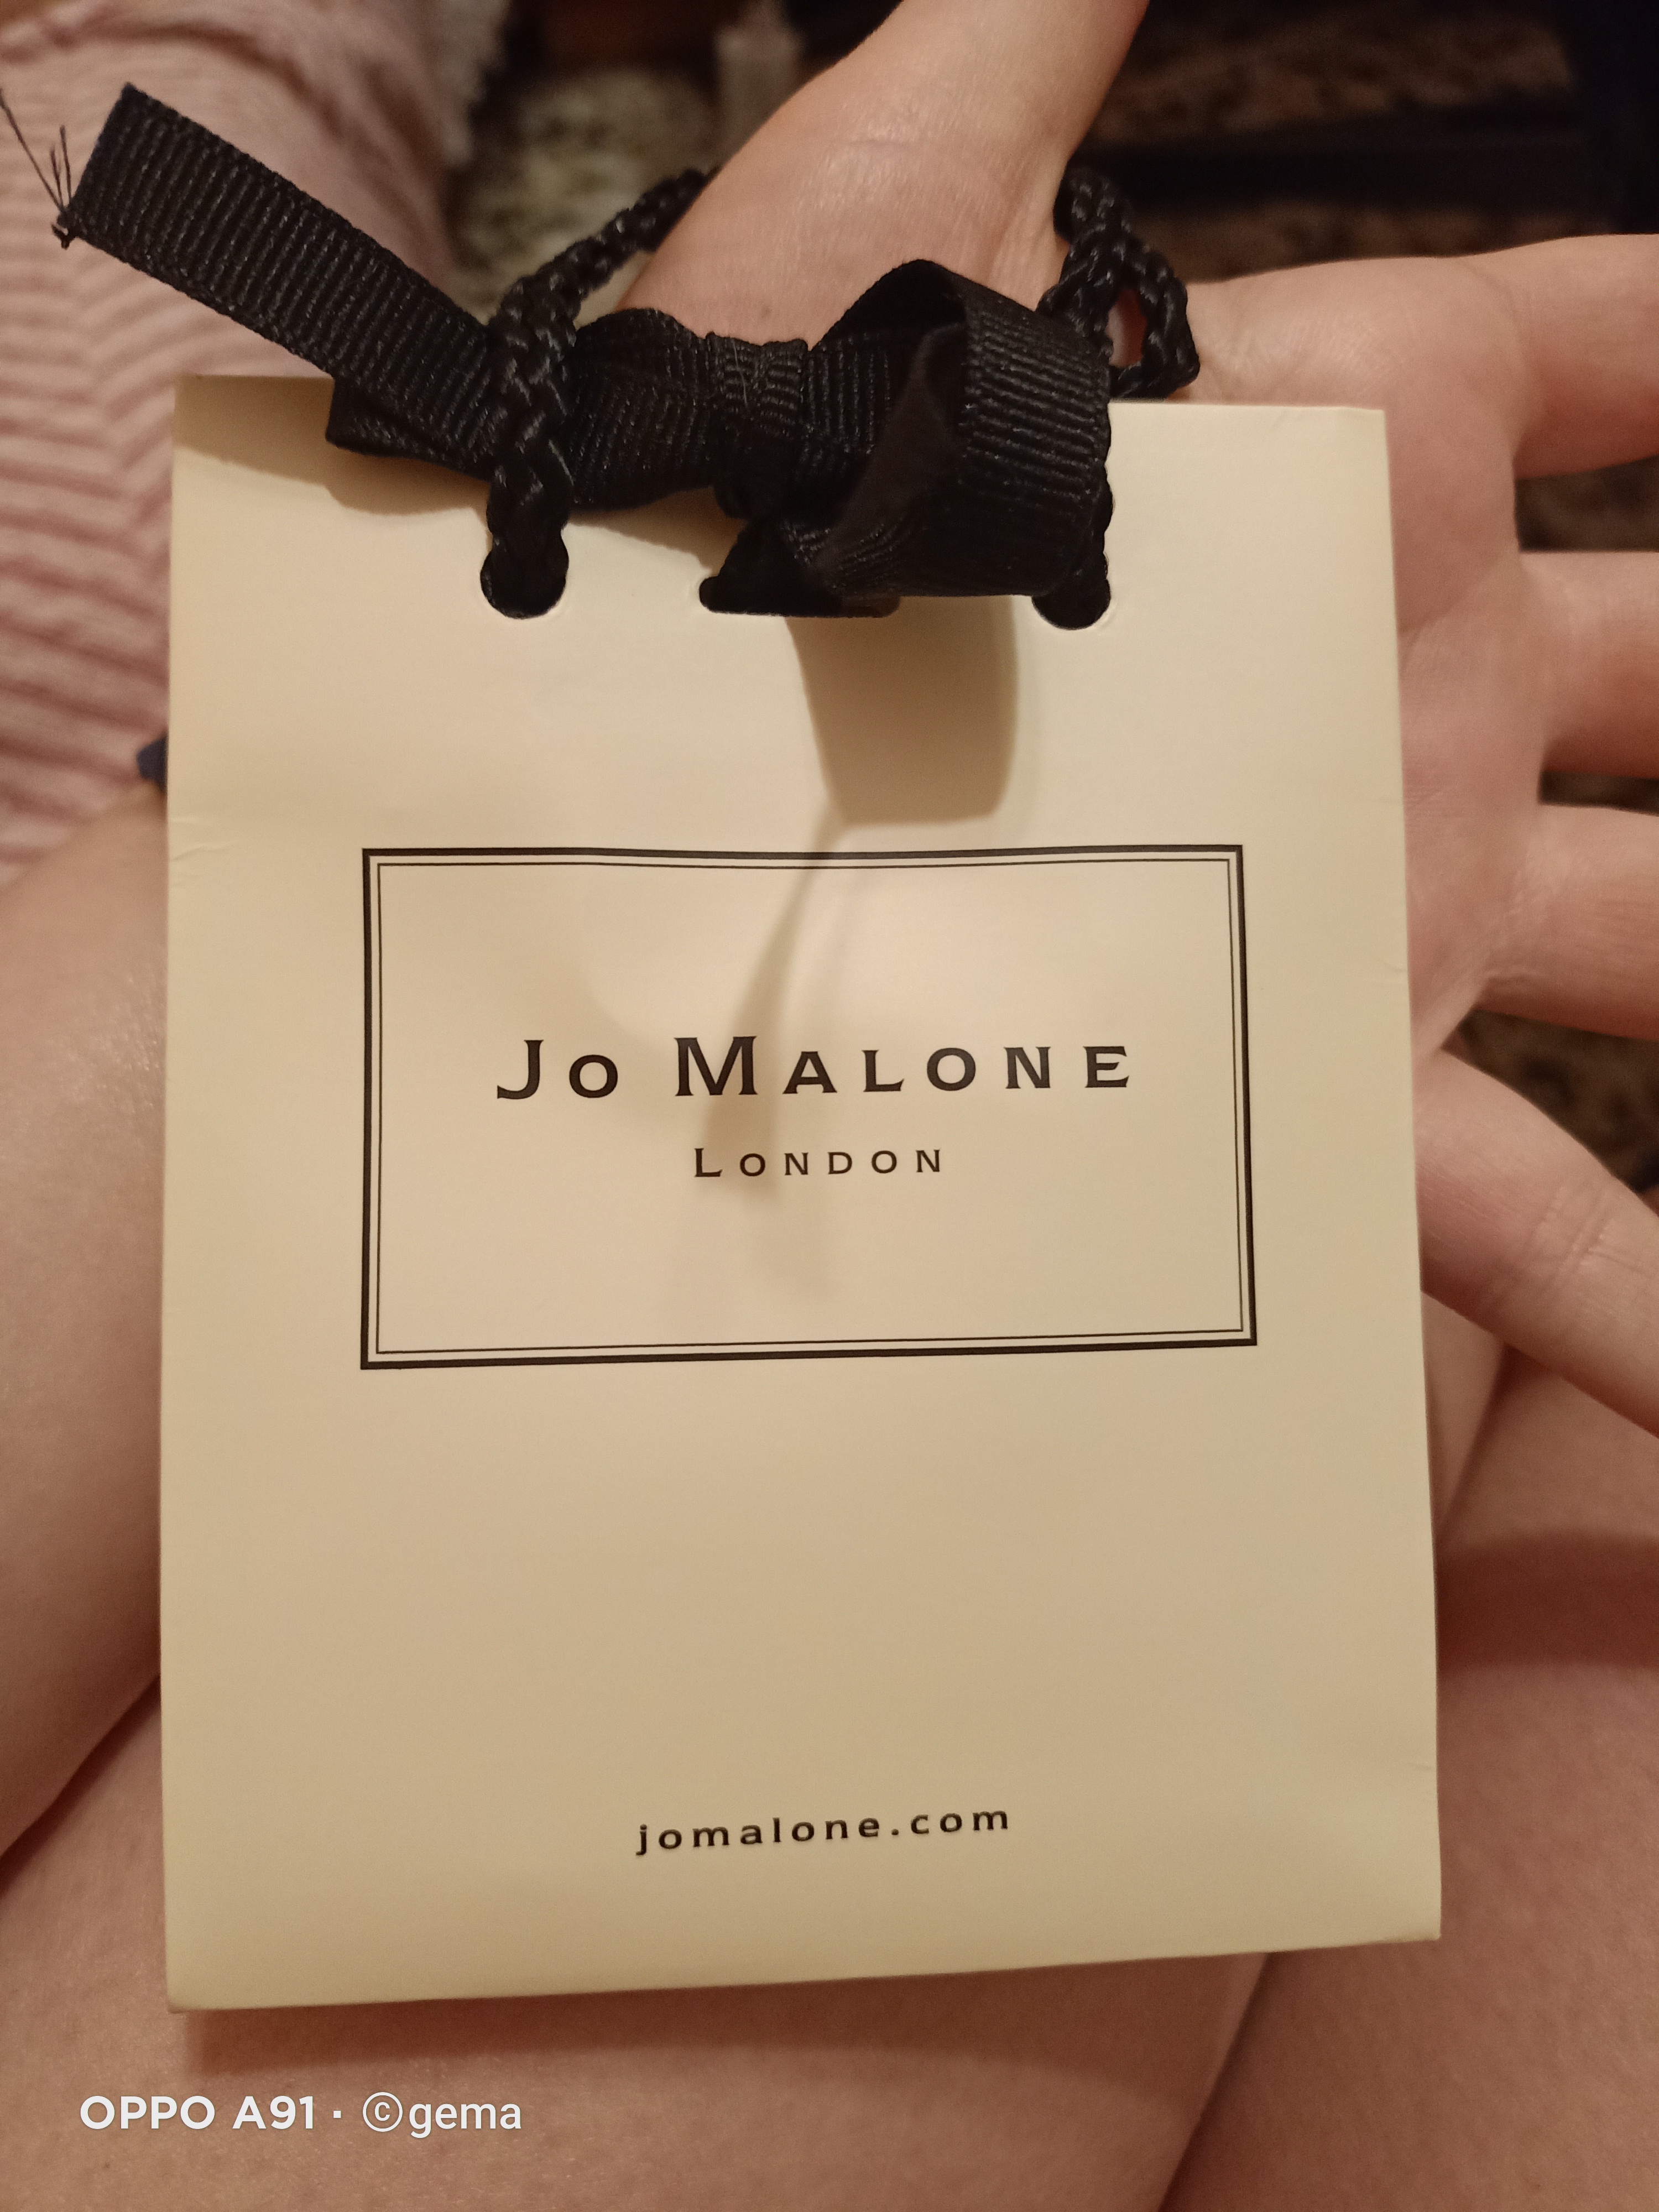 Jo Malone
London
jomalone.com
OPPO A91 · ©gema